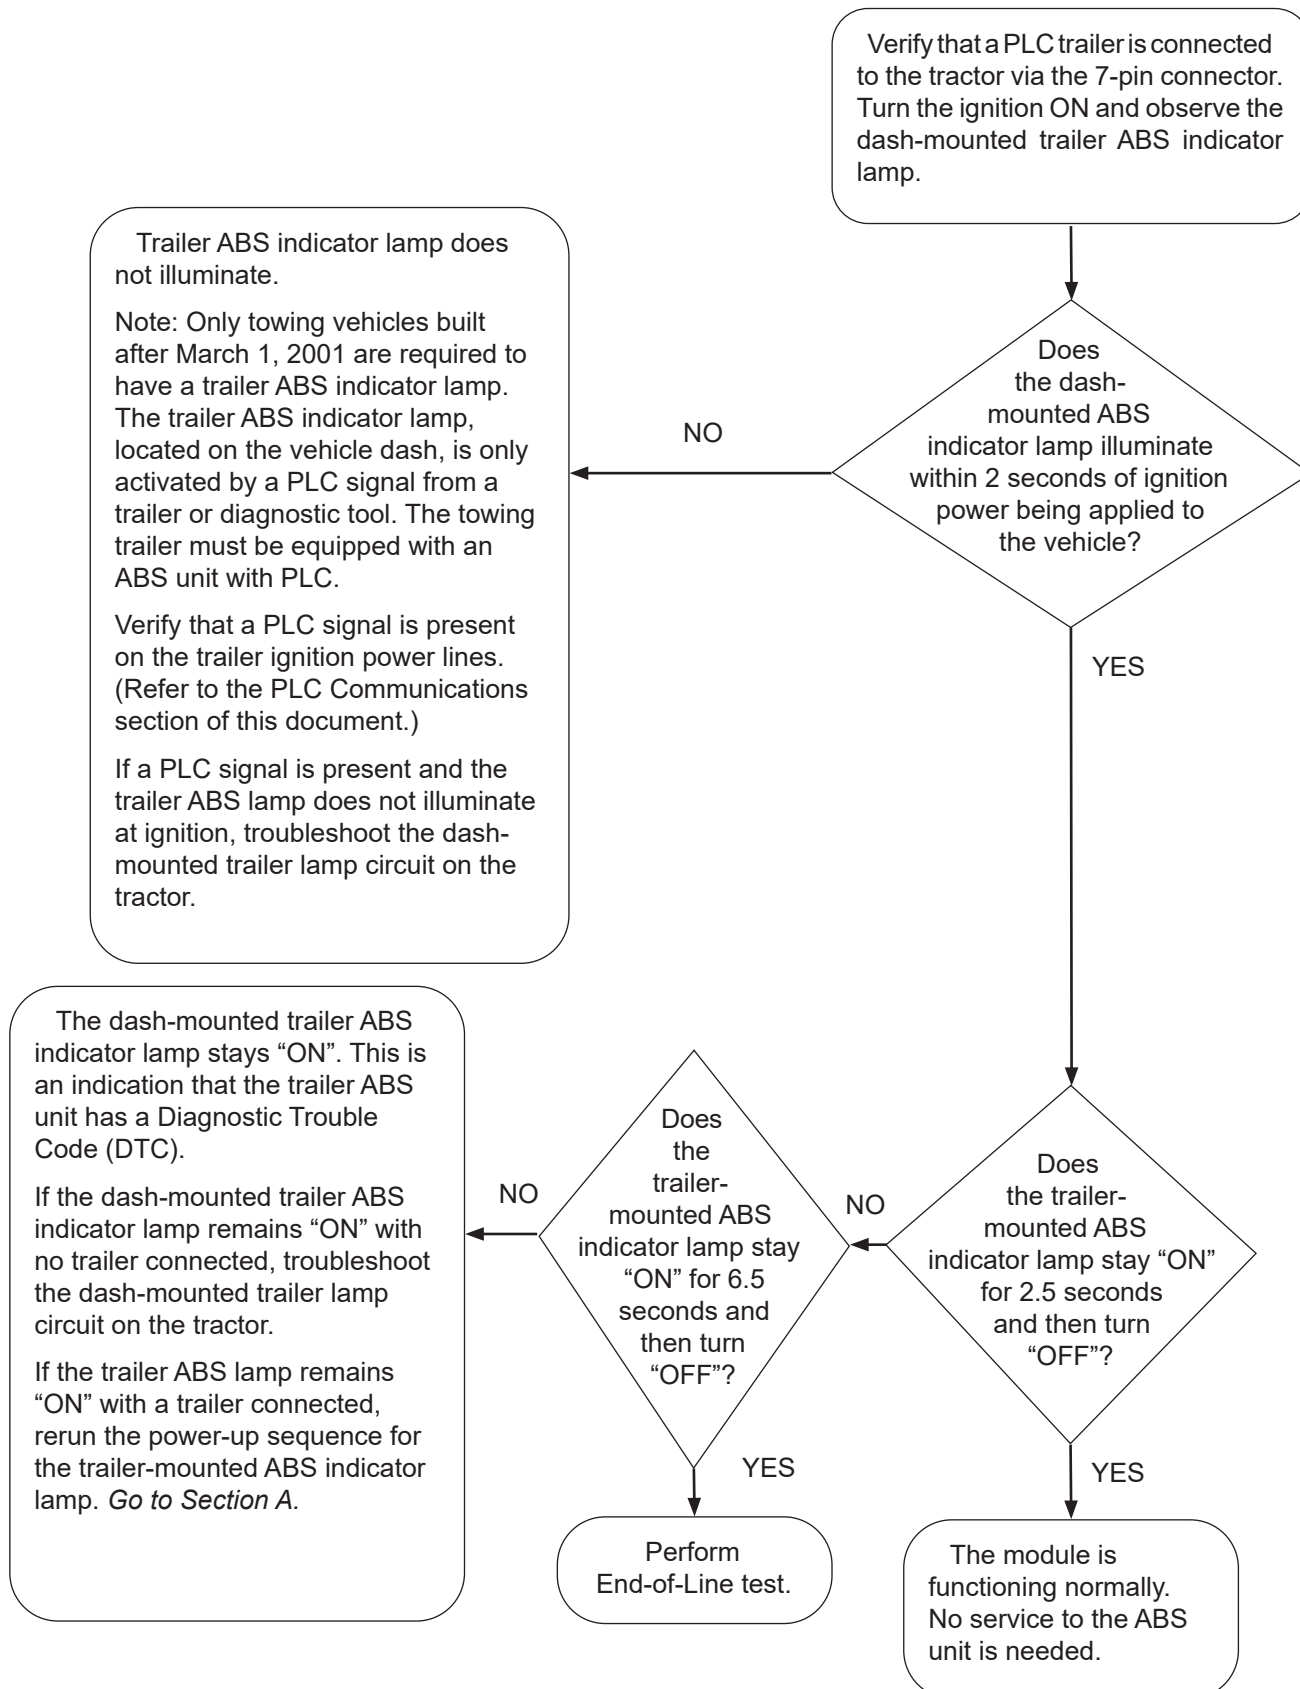 Verify that a PLC trailer is connected
to the tractor via the 7-pin connector.
Turn the ignition ON and observe the
dash-mounted trailer ABS indicator
lamp.
Does
the dash-
mounted ABS
indicator lamp illuminate
within 2 seconds of ignition
power being applied to
the vehicle?
NO
Trailer ABS indicator lamp does
not illuminate.
Note: Only towing vehicles built
after March 1, 2001 are required to
have a trailer ABS indicator lamp.
The trailer ABS indicator lamp,
located on the vehicle dash, is only
activated by a PLC signal from a
trailer or diagnostic tool. The towing
trailer must be equipped with an
ABS unit with PLC.
Verify that a PLC signal is present
on the trailer ignition power lines.
(Refer to the PLC Communications
section of this document.)
If a PLC signal is present and the
trailer ABS lamp does not illuminate
at ignition, troubleshoot the dash-
mounted trailer lamp circuit on the
tractor.
YES
Does
the trailer-
mounted ABS
indicator lamp stay “ON”
for 2.5 seconds
and then turn
“OFF”?
NO
Does
the
trailer-
mounted ABS
indicator lamp stay
“ON” for 6.5
seconds and
then turn
“OFF”?
NO
The dash-mounted trailer ABS
indicator lamp stays “ON”. This is
an indication that the trailer ABS
unit has a Diagnostic Trouble
Code (DTC).
If the dash-mounted trailer ABS
indicator lamp remains “ON” with
no trailer connected, troubleshoot
the dash-mounted trailer lamp
circuit on the tractor.
If the trailer ABS lamp remains
“ON” with a trailer connected,
rerun the power-up sequence for
the trailer-mounted ABS indicator
lamp. Go to Section A.
YES
Perform
End-of-Line test.
YES
The module is
functioning normally.
No service to the ABS
unit is needed.